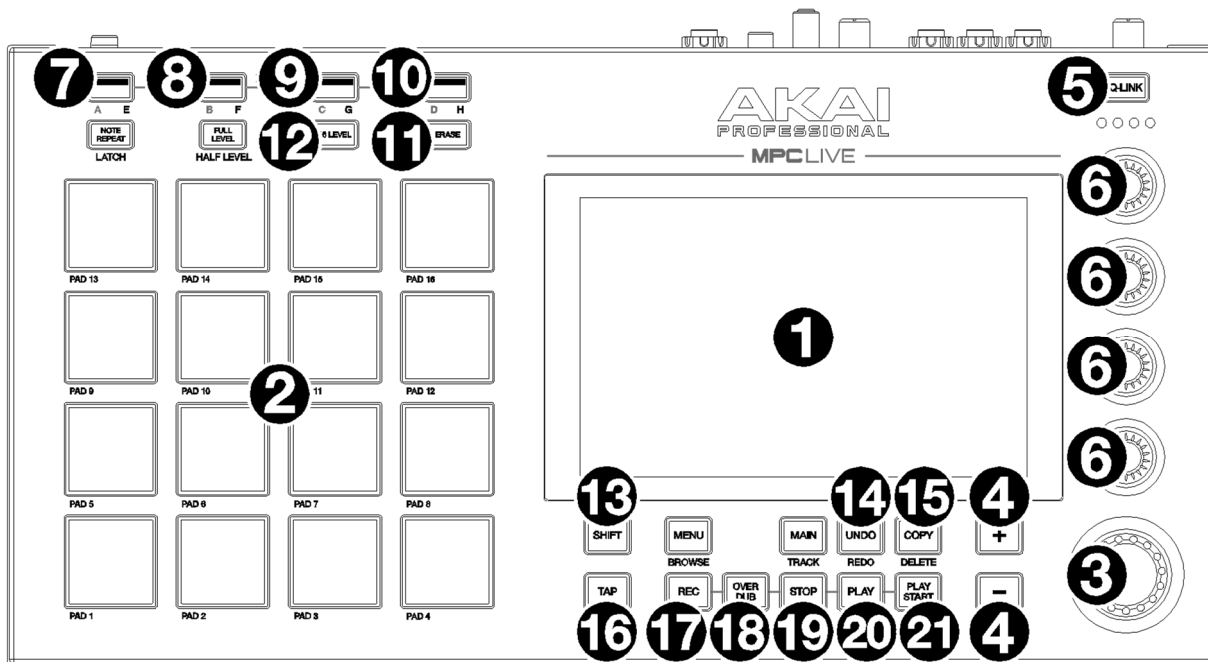 7
8
9
10
5
Q-LINK
A E
B F
C G
D H
NOTE
REPEAT
FULL
LEVEL
12
6 LEVEL
11
ERASE
LATCH
HALF LEVEL
AKAI
PROFESSIONAL
MPCLIVE
6
6
6
6
PAD 13
PAD 14
PAD 15
PAD 16
1
PAD 9
PAD 10
11
PAD 12
2
PAD 5
PAD 6
PAD 7
PAD 8
PAD 1
PAD 2
PAD 3
PAD 4
13
14
15
4
SHIFT
MENU
MAIN
UNDO
COPY
+
BROWSE
TRACK
REDO
DELETE
3
TAP
REC
OVER
DUB
STOP
PLAY
PLAY
START
−
16
17
18
19
20
21
4